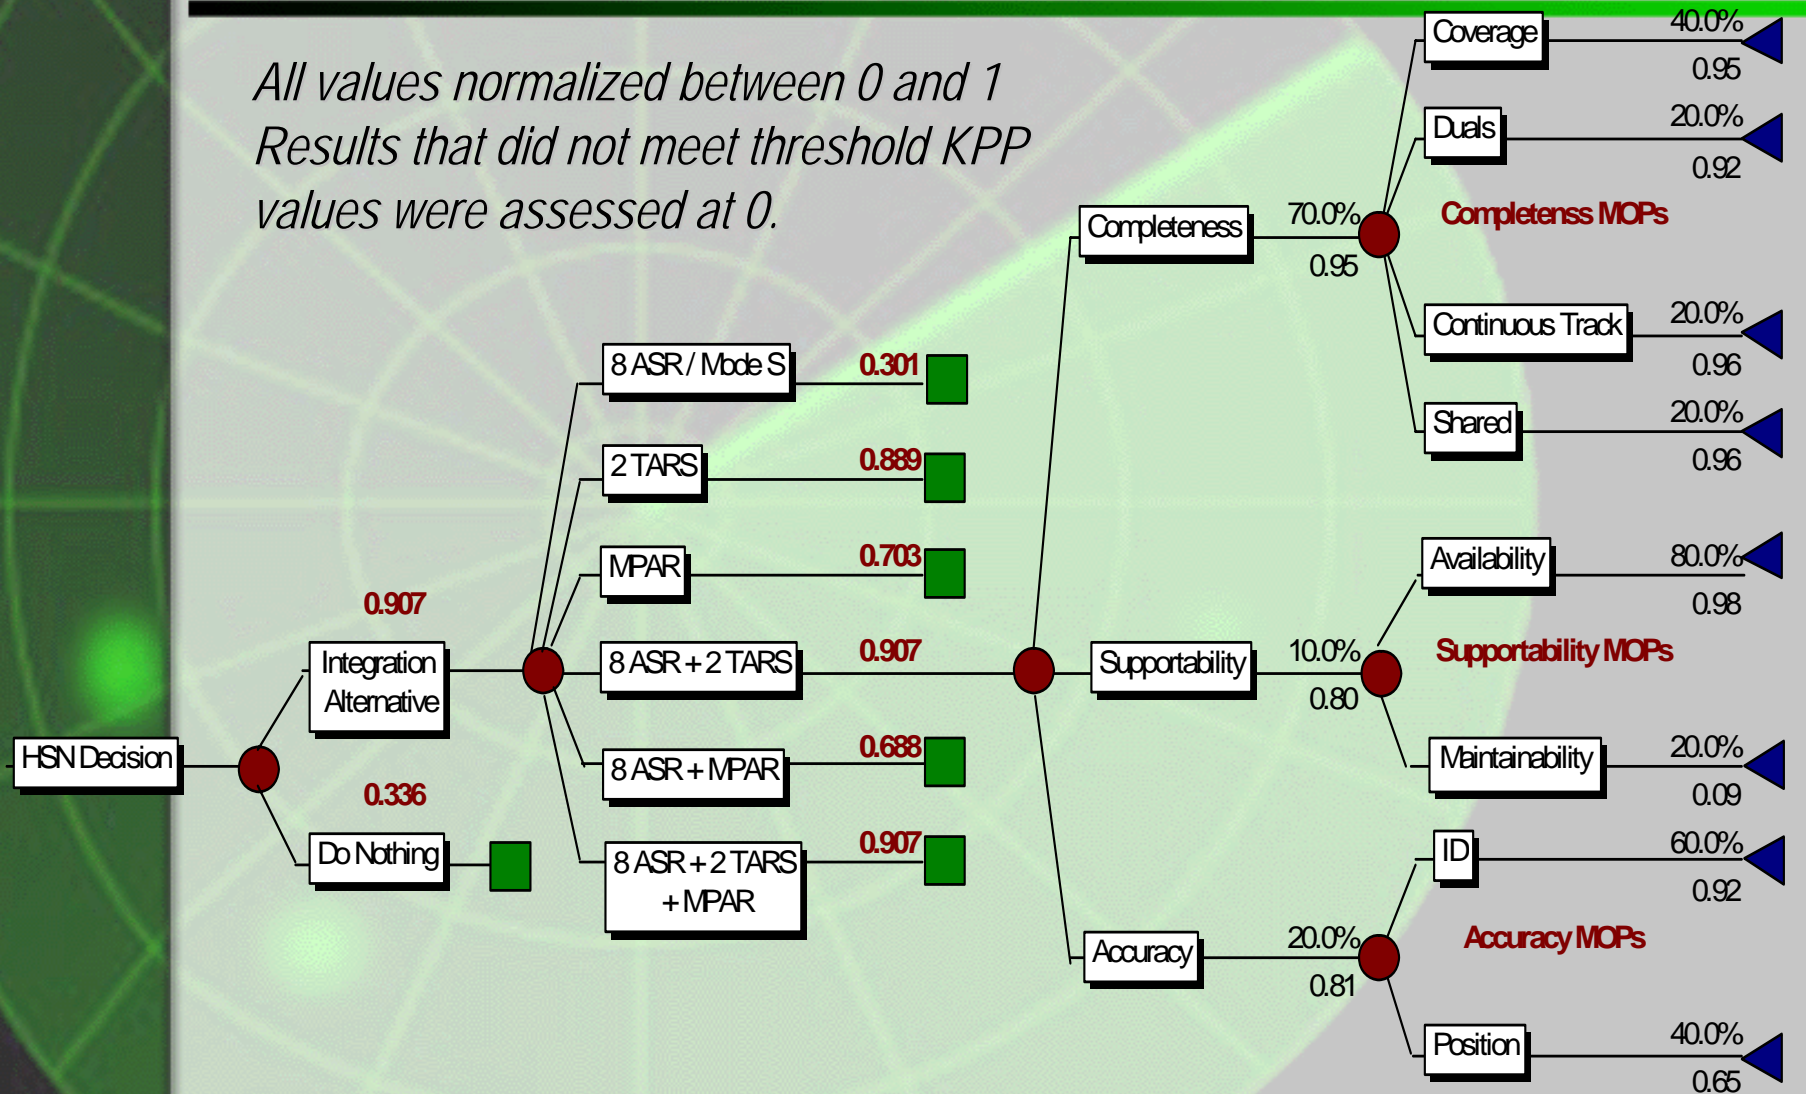 All values normalized between 0 and 1
Results that did not meet threshold KPP
values were assessed at 0.
HSN Decision
0.907
Integration
Alternative
0.336
Do Nothing
8 ASR / Mode S
0.301
2 TARS
0.889
MPAR
0.703
8 ASR + 2 TARS
0.907
8 ASR + MPAR
0.688
8 ASR + 2 TARS
+ MPAR
0.907
Completeness
70.0%
0.95
Supportability
10.0%
0.80
Accuracy
20.0%
0.81
Coverage
40.0%
0.95
Duals
20.0%
0.92
Completenss MOPs
Continuous Track
20.0%
0.96
Shared
20.0%
0.96
Availability
80.0%
0.98
Supportability MOPs
Maintainability
20.0%
0.09
ID
60.0%
0.92
Accuracy MOPs
Position
40.0%
0.65